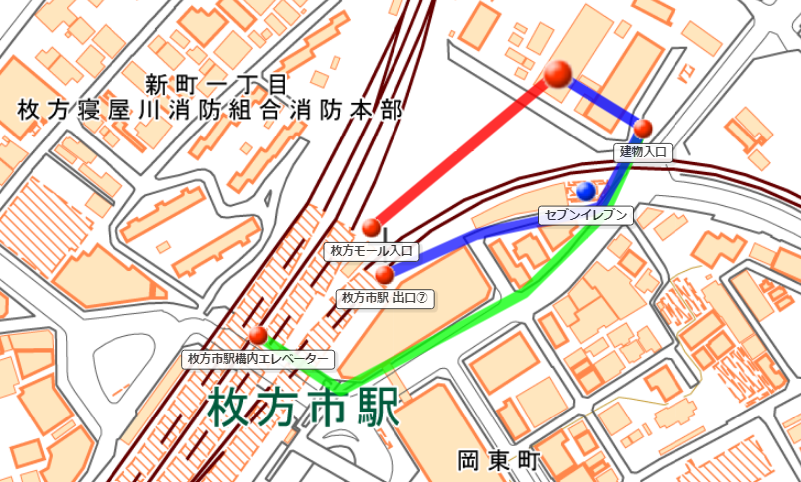 新町一丁目
枚方寝屋川消防組合消防本部
建物入口
セブンイレブン
枚方モール入口
枚方市駅 出口⑦
枚方市駅構内エレベーター
枚方市駅
岡東町